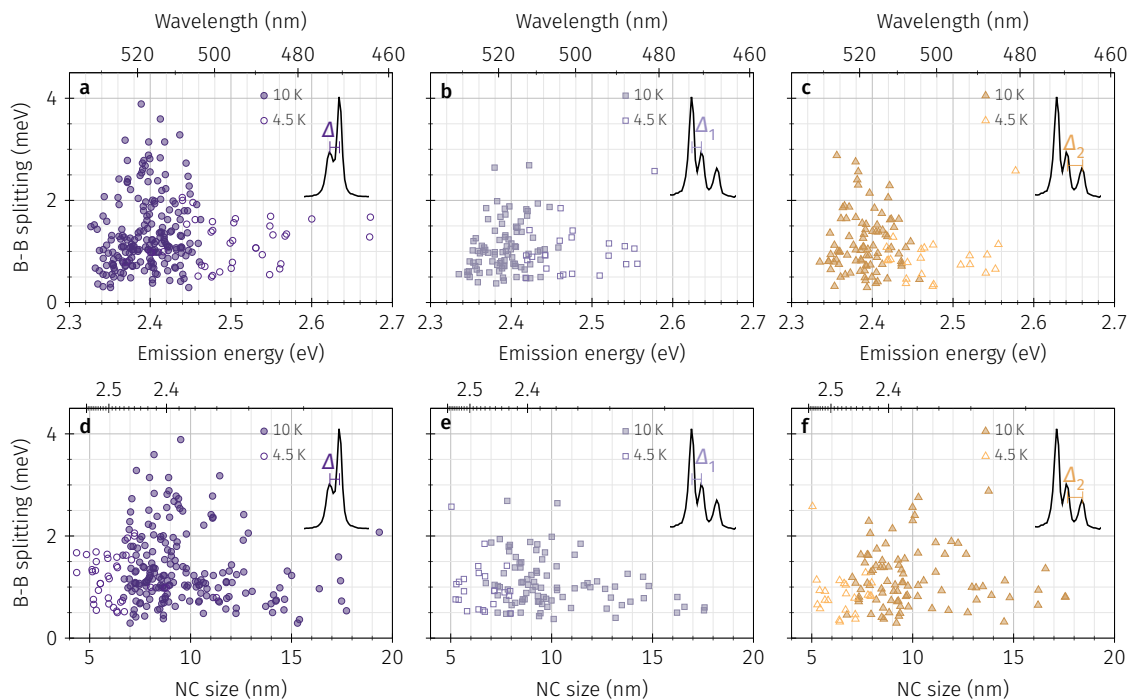 Wavelength (nm) Wavelength (nm) Wavelength (nm)
520 500 480 460 520 500 480 460 520 500 480 460
a 10 K 4.5 K Δ
b 10 K 4.5 K Δ1
c 10 K 4.5 K Δ2
B-B splitting (meV)
4
2
0
2.3 2.4 2.5 2.6 2.7 2.3 2.4 2.5 2.6 2.7 2.3 2.4 2.5 2.6 2.7
Emission energy (eV) Emission energy (eV) Emission energy (eV)
2.5 2.4 2.5 2.4 2.5 2.4
d 10 K 4.5 K Δ
e 10 K 4.5 K Δ1
f 10 K 4.5 K Δ2
B-B splitting (meV)
4
2
0
5 10 15 20 5 10 15 20 5 10 15 20
NC size (nm) NC size (nm) NC size (nm)